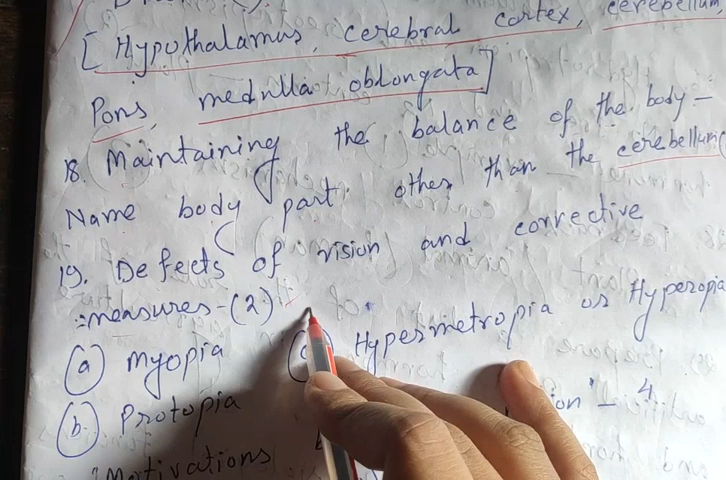 [Hypothalamus, cerebral cortex, cerebellum
Pons, medulla oblongata]
18. Maintaining the balance of the body -
Name body part other than the cerebellum
19. Defects of vision and corrective
measures - (2)
(a) Myopia Hypermetropia or Hyperopia
(b) Protopia - 4
Motivations